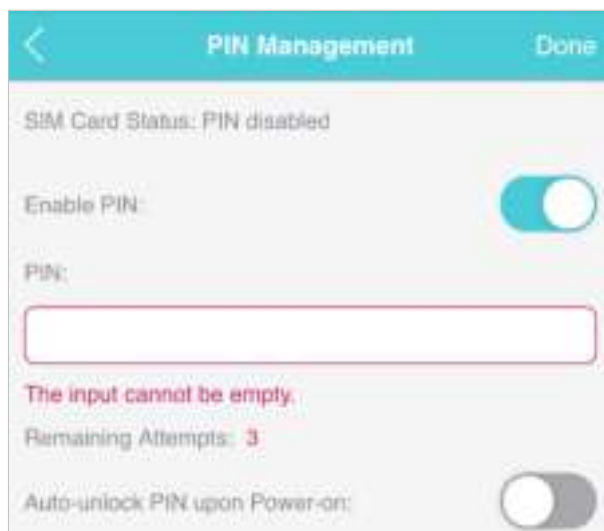 PIN Management Done
SIM Card Status: PIN disabled
Enable PIN:
PIN:
The input cannot be empty.
Remaining Attempts: 3
Auto-unlock PIN upon Power-on: